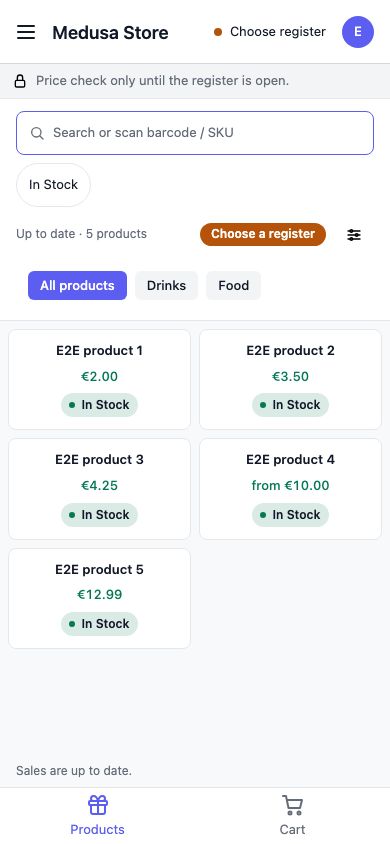 Medusa Store
Choose register
E
Price check only until the register is open.
Search or scan barcode / SKU
In Stock
Up to date · 5 products
Choose a register
All products
Drinks
Food
E2E product 1
€2.00
In Stock
E2E product 2
€3.50
In Stock
E2E product 3
€4.25
In Stock
E2E product 4
from €10.00
In Stock
E2E product 5
€12.99
In Stock
Sales are up to date.
Products
Cart